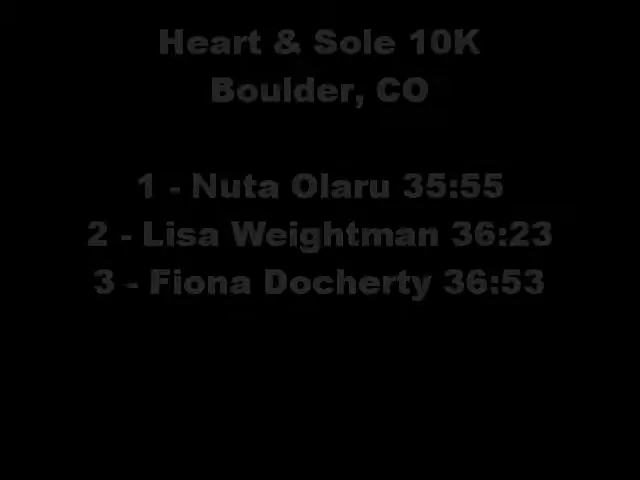 Heart & Sole 10K
Boulder, CO
1 - Nuta Olaru 35:55
2 - Lisa Weightman 36:23
3 - Fiona Docherty 36:53